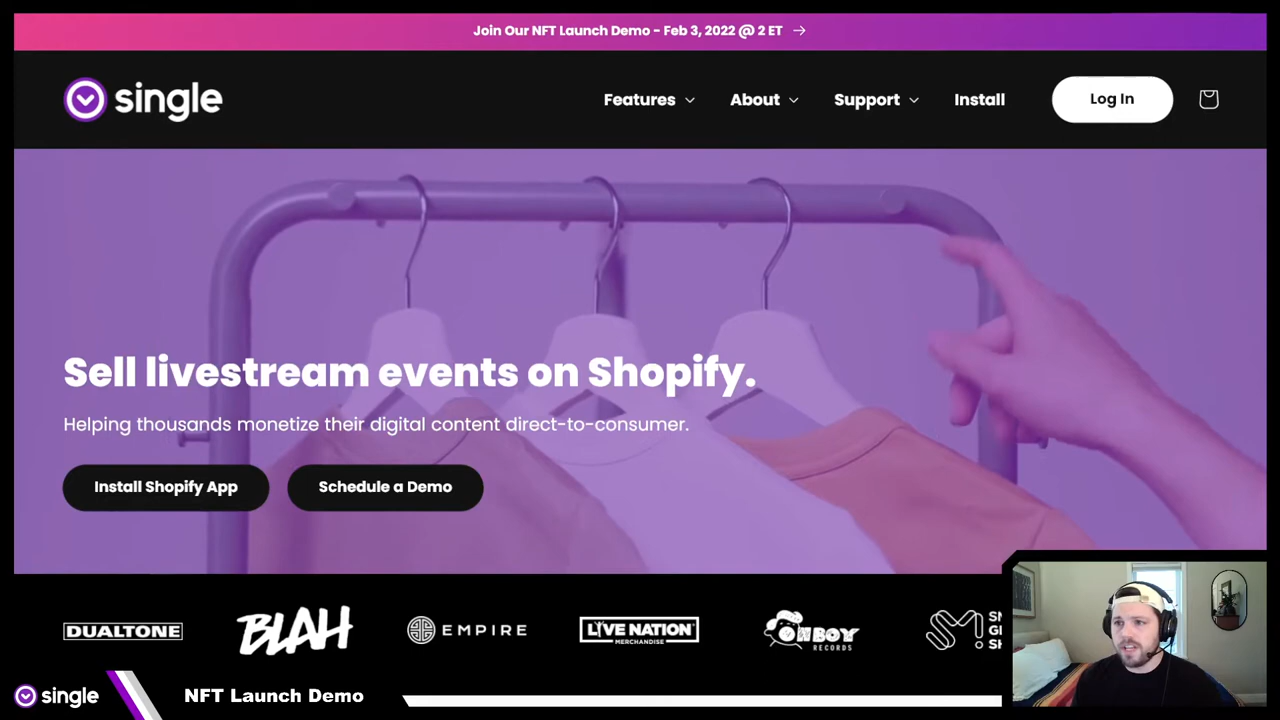 Join Our NFT Launch Demo - Feb 3, 2022 @ 2 ET →
single
Features
About
Support
Install
Log In
Sell livestream events on Shopify.
Helping thousands monetize their digital content direct-to-consumer.
Install Shopify App
Schedule a Demo
DUALTONE
BLAH
EMPIRE
LIVE NATION
MERCHANDISE
RECORDS
single
NFT Launch Demo